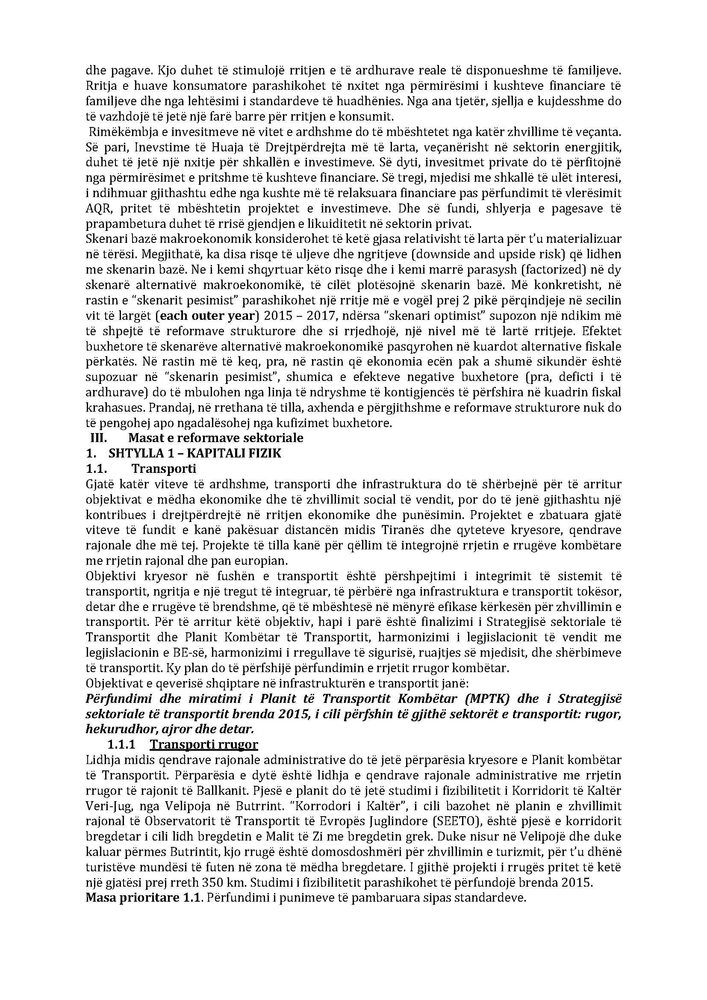 dhe pagave. Kjo duhet të stimulojë rritjen e të ardhurave reale të disponueshme të familjeve.
Rritja e huave konsumatore parashikohet të nxitet nga përmirësimi i kushteve financiare të
familjeve dhe nga lehtësimi i standardeve të huadhënies. Nga ana tjetër, sjellja e kujdesshme do
të vazhdojë të jetë një farë barre për rritjen e konsumit.
Rimëkëmbja e invesitmeve në vitet e ardhshme do të mbështetet nga katër zhvillime të veçanta.
Së pari, Inevstime të Huaja të Drejtpërdrejta më të larta, veçanërisht në sektorin energjitik,
duhet të jetë një nxitje për shkallën e investimeve. Së dyti, invesitmet private do të përfitojnë
nga përmirësimet e pritshme të kushteve financiare. Së tregi, mjedisi me shkallë të ulët interesi,
i ndihmuar gjithashtu edhe nga kushte më të relaksuara financiare pas përfundimit të vlerësimit
AQR, pritet të mbështetin projektet e investimeve. Dhe së fundi, shlyerja e pagesave të
prapambetura duhet të rrisë gjendjen e likuiditetit në sektorin privat.
Skenari bazë makroekonomik konsiderohet të ketë gjasa relativisht të larta për t’u materializuar
në tërësi. Megjithatë, ka disa risqe të uljeve dhe ngritjeve (downside and upside risk) që lidhen
me skenarin bazë. Ne i kemi shqyrtuar këto risqe dhe i kemi marrë parasysh (factorized) në dy
skenarë alternativë makroekonomikë, të cilët plotësojnë skenarin bazë. Më konkretisht, në
rastin e “skenarit pesimist” parashikohet një rritje më e vogël prej 2 pikë përqindjeje në secilin
vit të largët (each outer year) 2015 – 2017, ndërsa “skenari optimist” supozon një ndikim më
të shpejtë të reformave strukturore dhe si rrjedhojë, një nivel më të lartë rritjeje. Efektet
buxhetore të skenarëve alternativë makroekonomikë pasqyrohen në kuardot alternative fiskale
përkatës. Në rastin më të keq, pra, në rastin që ekonomia ecën pak a shumë sikundër është
supozuar në “skenarin pesimist”, shumica e efekteve negative buxhetore (pra, deficti i të
ardhurave) do të mbulohen nga linja të ndryshme të kontigjencës të përfshira në kuadrin fiskal
krahasues. Prandaj, në rrethana të tilla, axhenda e përgjithshme e reformave strukturore nuk do
të pengohej apo ngadalësohej nga kufizimet buxhetore.
III. Masat e reformave sektoriale
1. SHTYLLA 1 – KAPITALI FIZIK
1.1. Transporti
Gjatë katër viteve të ardhshme, transporti dhe infrastruktura do të shërbejnë për të arritur
objektivat e mëdha ekonomike dhe të zhvillimit social të vendit, por do të jenë gjithashtu një
kontribues i drejtpërdrejtë në rritjen ekonomike dhe punësimin. Projektet e zbatuara gjatë
viteve të fundit e kanë pakësuar distancën midis Tiranës dhe qyteteve kryesore, qendrave
rajonale dhe më tej. Projekte të tilla kanë për qëllim të integrojnë rrjetin e rrugëve kombëtare
me rrjetin rajonal dhe pan europian.
Objektivi kryesor në fushën e transportit është përshpejtimi i integrimit të sistemit të
transportit, ngritja e një tregut të integruar, të përbërë nga infrastruktura e transportit tokësor,
detar dhe e rrugëve të brendshme, që të mbështesë në mënyrë efikase kërkesën për zhvillimin e
transportit. Për të arritur këtë objektiv, hapi i parë është finalizimi i Strategjisë sektoriale të
Transportit dhe Planit Kombëtar të Transportit, harmonizimi i legjislacionit të vendit me
legjislacionin e BE-së, harmonizimi i rregullave të sigurisë, ruajtjes së mjedisit, dhe shërbimeve
të transportit. Ky plan do të përfshijë përfundimin e rrjetit rrugor kombëtar.
Objektivat e qeverisë shqiptare në infrastrukturën e transportit janë:
Përfundimi dhe miratimi i Planit të Transportit Kombëtar (MPTK) dhe i Strategjisë
sektoriale të transportit brenda 2015, i cili përfshin të gjithë sektorët e transportit: rugor,
hekurudhor, ajror dhe detar.
1.1.1 Transporti rrugor
Lidhja midis qendrave rajonale administrative do të jetë përparësia kryesore e Planit kombëtar
të Transportit. Përparësia e dytë është lidhja e qendrave rajonale administrative me rrjetin
rrugor të rajonit të Ballkanit. Pjesë e planit do të jetë studimi i fizibilitetit i Korridorit të Kaltër
Veri-Jug, nga Velipoja në Butrrint. “Korrodori i Kaltër”, i cili bazohet në planin e zhvillimit
rajonal të Observatorit të Transportit të Evropës Juglindore (SEETO), është pjesë e korridorit
bregdetar i cili lidh bregdetin e Malit të Zi me bregdetin grek. Duke nisur në Velipojë dhe duke
kaluar përmes Butrintit, kjo rrugë është domosdoshmëri për zhvillimin e turizmit, për t’u dhënë
turistëve mundësi të futen në zona të mëdha bregdetare. I gjithë projekti i rrugës pritet të ketë
një gjatësi prej rreth 350 km. Studimi i fizibilitetit parashikohet të përfundojë brenda 2015.
Masa prioritare 1.1. Përfundimi i punimeve të pambaruara sipas standardeve.